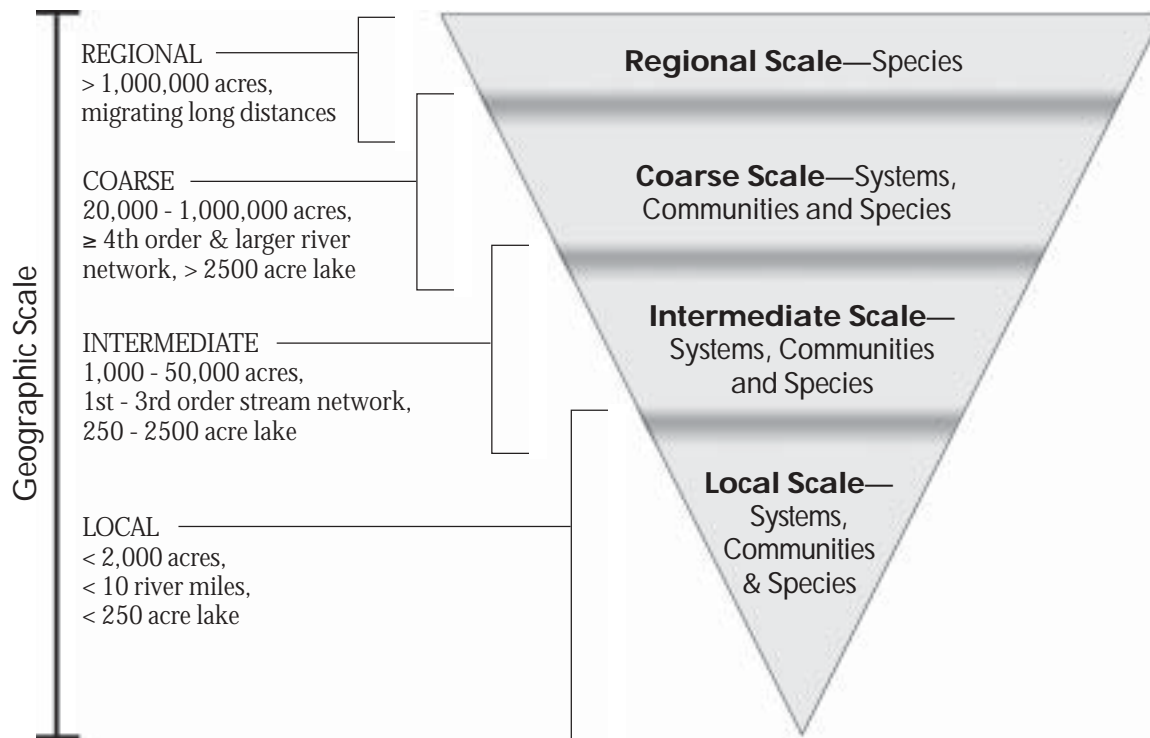 Geographic Scale
REGIONAL
> 1,000,000 acres,
migrating long distances
COARSE
20,000 - 1,000,000 acres,
≥ 4th order & larger river
network, > 2500 acre lake
INTERMEDIATE
1,000 - 50,000 acres,
1st - 3rd order stream network,
250 - 2500 acre lake
LOCAL
< 2,000 acres,
< 10 river miles,
< 250 acre lake
Regional Scale—Species
Coarse Scale—Systems,
Communities and Species
Intermediate Scale—
Systems, Communities
and Species
Local Scale—
Systems,
Communities
& Species